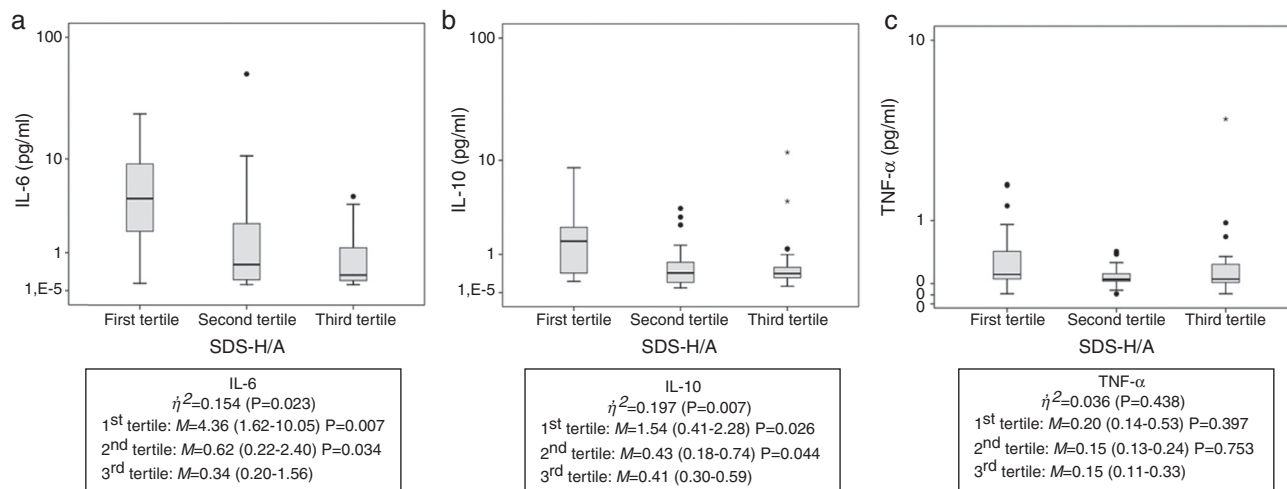 a
100
10
1
1,E-5
IL-6 (pg/ml)
First tertile Second tertile Third tertile
SDS-H/A
IL-6
η̇²=0.154 (P=0.023)
1st tertile: M=4.36 (1.62-10.05) P=0.007
2nd tertile: M=0.62 (0.22-2.40) P=0.034
3rd tertile: M=0.34 (0.20-1.56)
b
100
10
1
1,E-5
IL-10 (pg/ml)
First tertile Second tertile Third tertile
SDS-H/A
IL-10
η̇²=0.197 (P=0.007)
1st tertile: M=1.54 (0.41-2.28) P=0.026
2nd tertile: M=0.43 (0.18-0.74) P=0.044
3rd tertile: M=0.41 (0.30-0.59)
c
10
1
0
0
0
TNF-α (pg/ml)
First tertile Second tertile Third tertile
SDS-H/A
TNF-α
η̇²=0.036 (P=0.438)
1st tertile: M=0.20 (0.14-0.53) P=0.397
2nd tertile: M=0.15 (0.13-0.24) P=0.753
3rd tertile: M=0.15 (0.11-0.33)